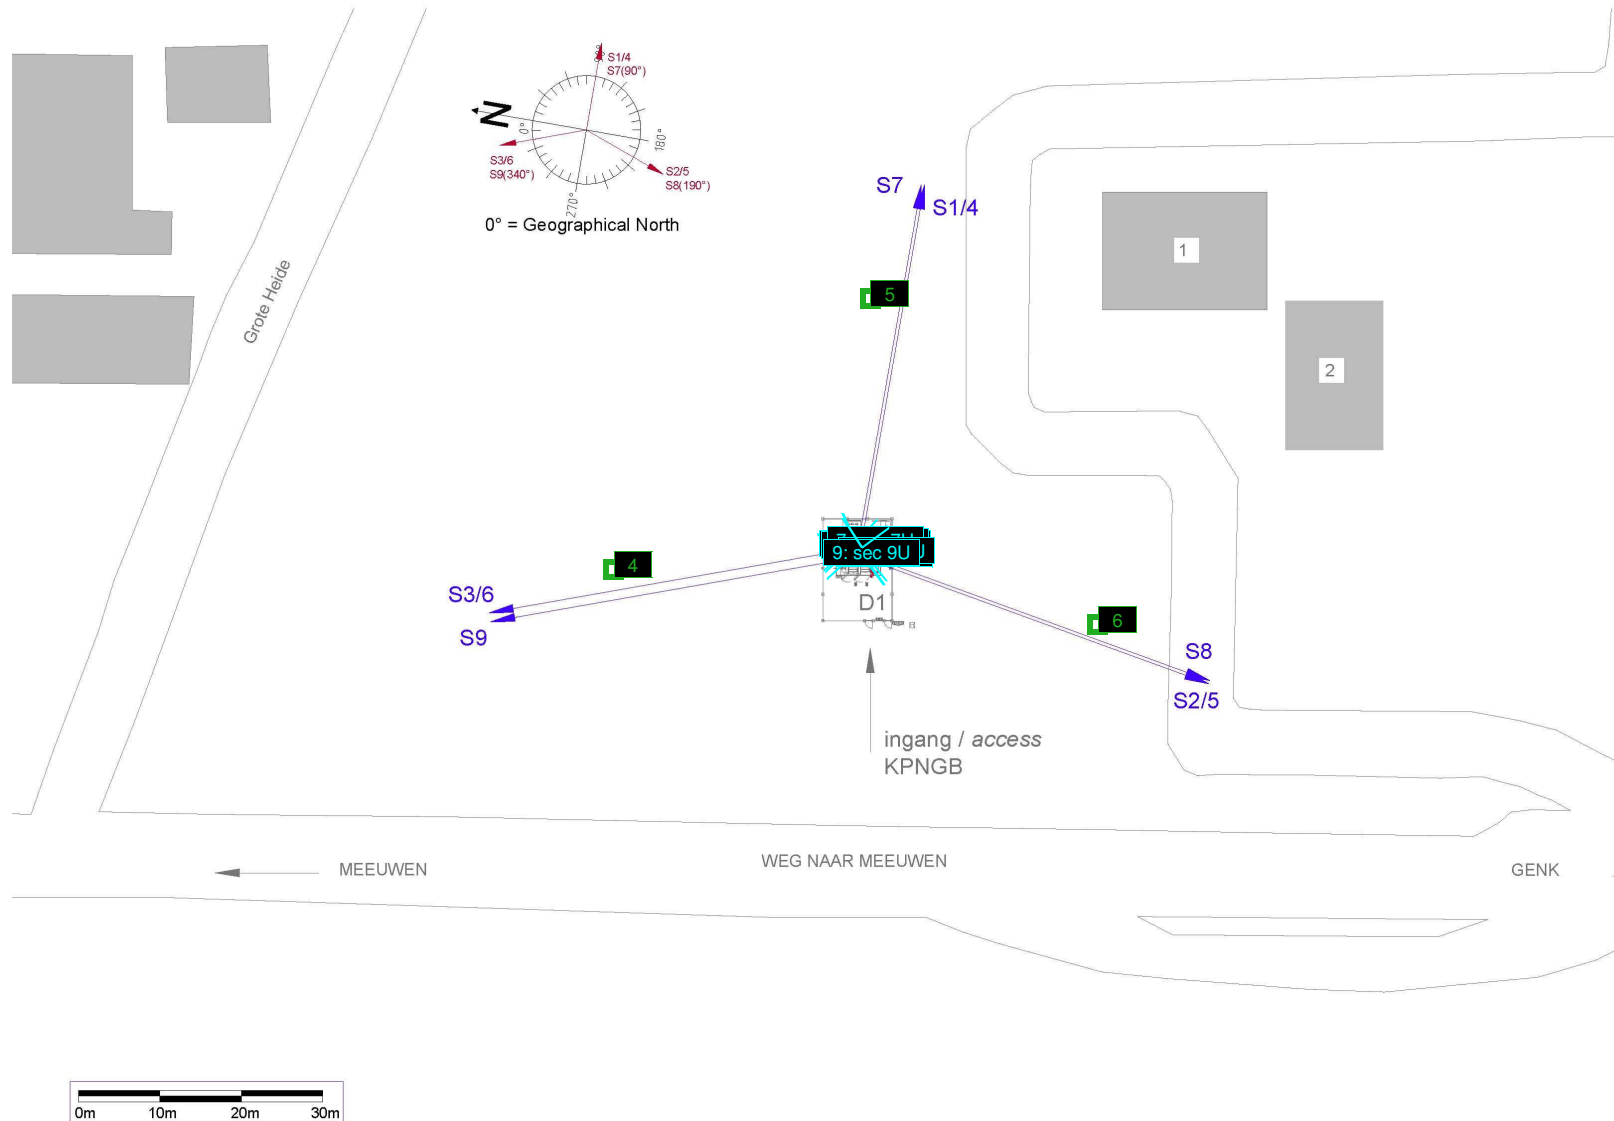 S1/4
S7(90°)
N
0°
180°
270°
S3/6
S9(340°)
S2/5
S8(190°)
0° = Geographical North
S7
S1/4
1
5
Grote Heide
2
9: sec 9U
4
S3/6
S9
D1
6
S8
S2/5
ingang / access
KPNGB
MEEUWEN
WEG NAAR MEEUWEN
GENK
0m 10m 20m 30m